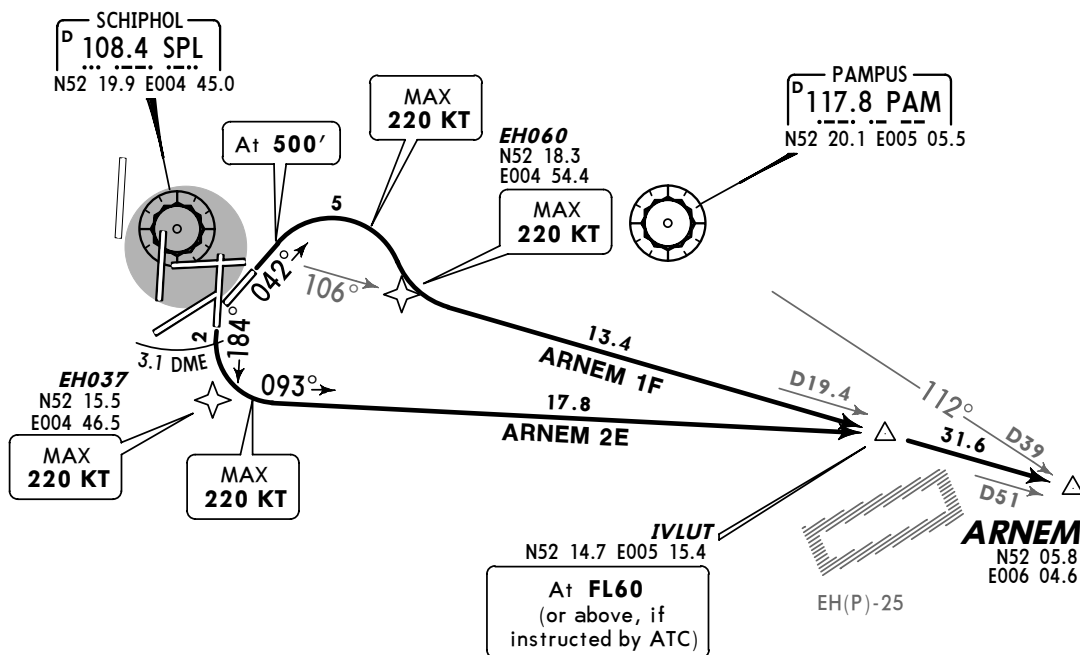 SCHIPHOL
D 108.4 SPL
N52 19.9 E004 45.0
MAX
220 KT
At 500'
EH060
N52 18.3
E004 54.4
MAX
220 KT
PAMPUS
D 117.8 PAM
N52 20.1 E005 05.5
5
042°
106°
184°
2
3.1 DME
EH037
N52 15.5
E004 46.5
MAX
220 KT
093°
MAX
220 KT
13.4
ARNEM 1F
17.8
ARNEM 2E
D19.4
112°
D39
31.6
D51
ARNEM
N52 05.8
E006 04.6
IVLUT
N52 14.7 E005 15.4
At FL60
(or above, if
instructed by ATC)
EH(P)-25